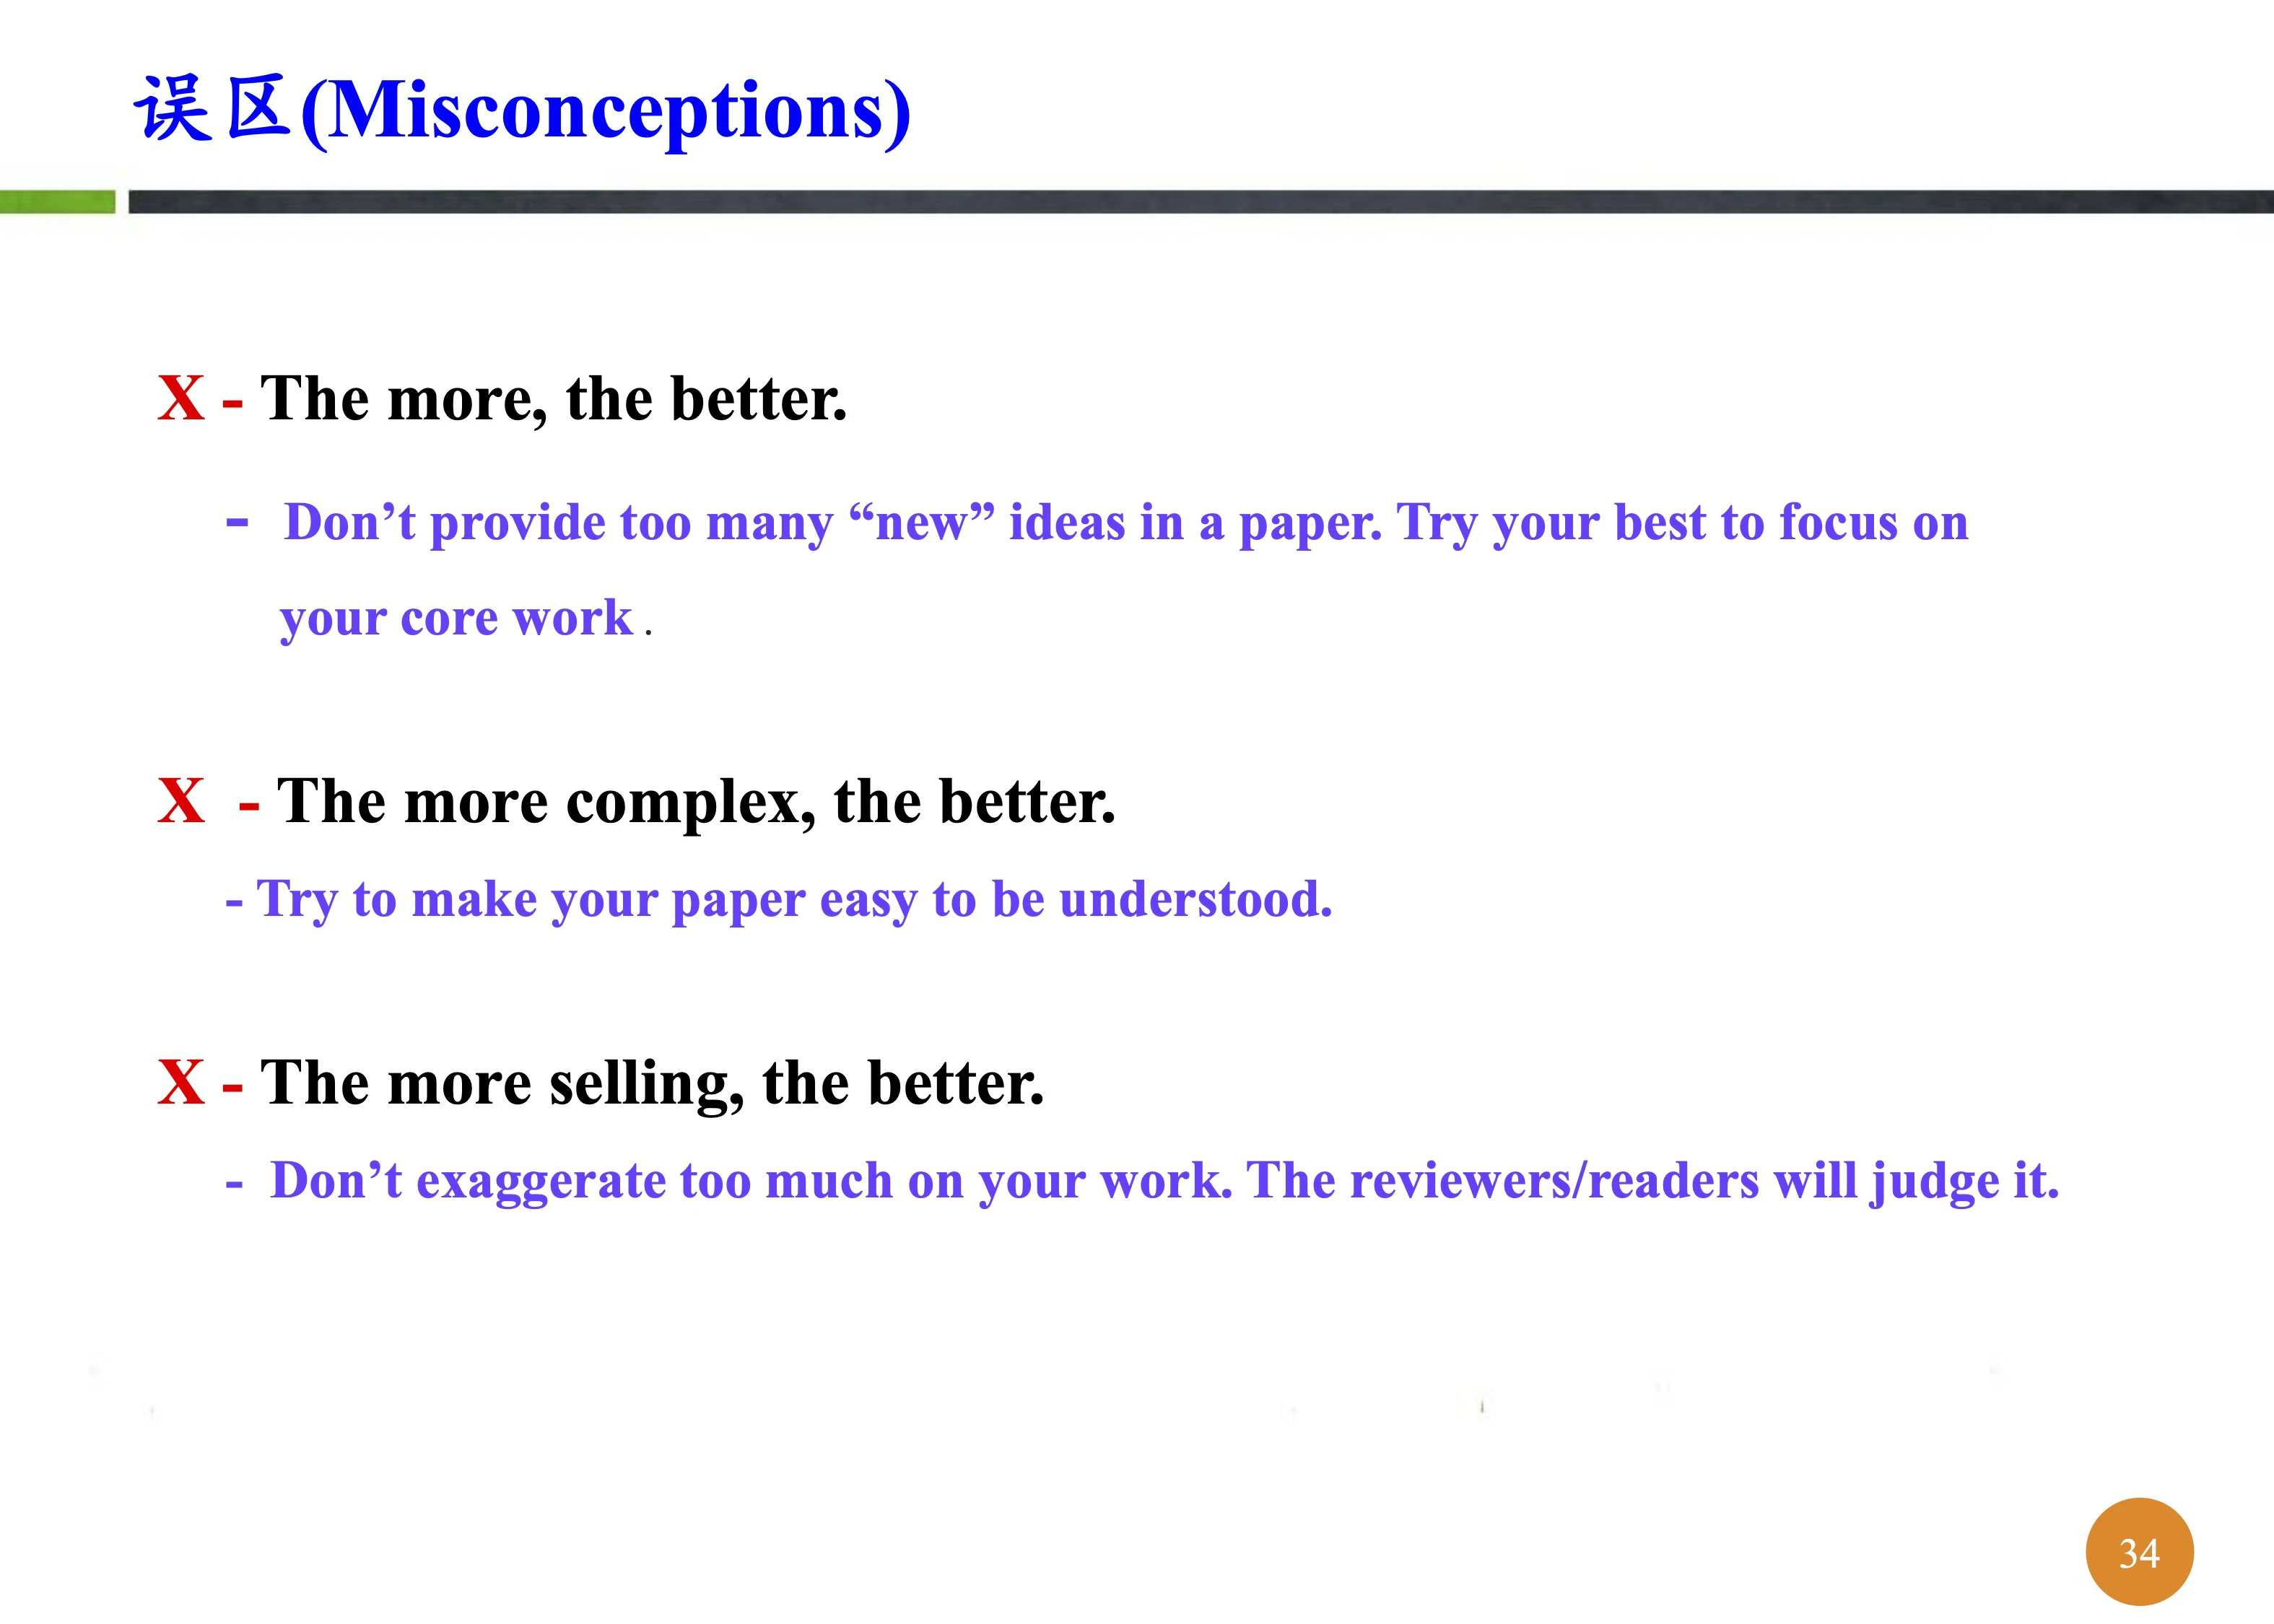 误区(Misconceptions)
X - The more, the better.
- Don’t provide too many “new” ideas in a paper. Try your best to focus on
your core work .
X - The more complex, the better.
- Try to make your paper easy to be understood.
X - The more selling, the better.
- Don’t exaggerate too much on your work. The reviewers/readers will judge it.
34